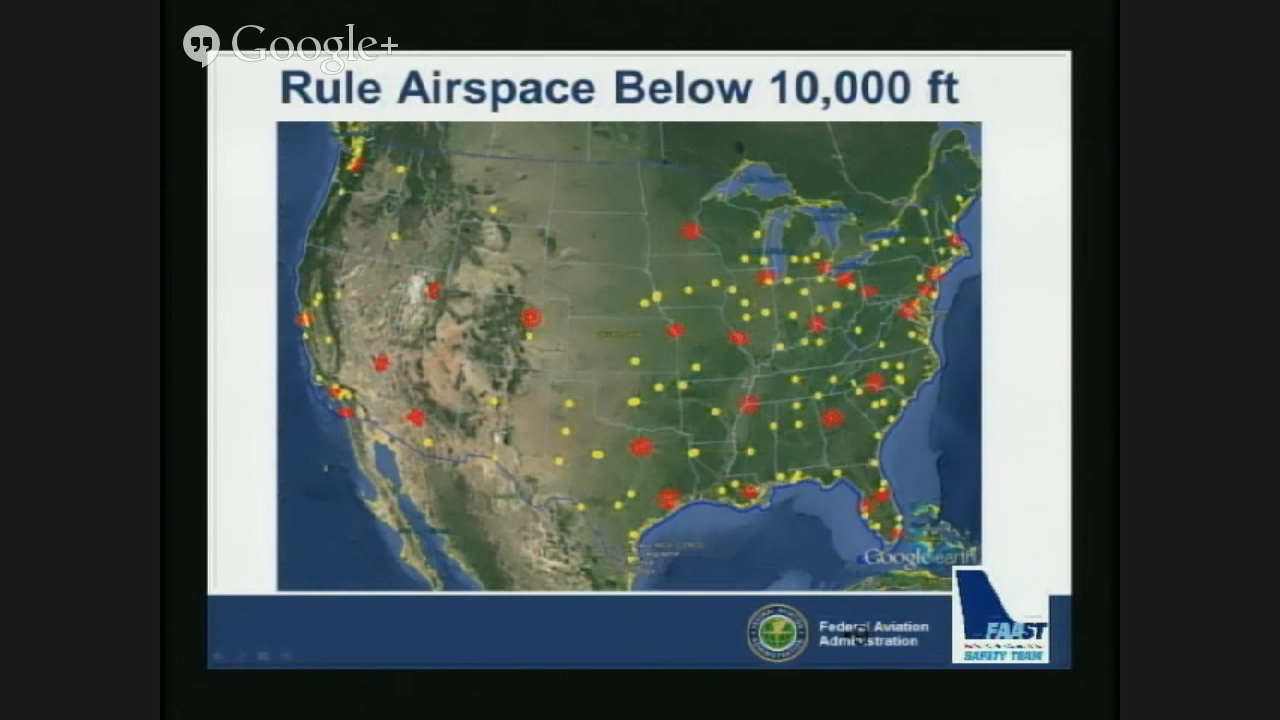 Google+
Rule Airspace Below 10,000 ft
Google earth
Federal Aviation
Administration
FAAST
SAFETY TEAM